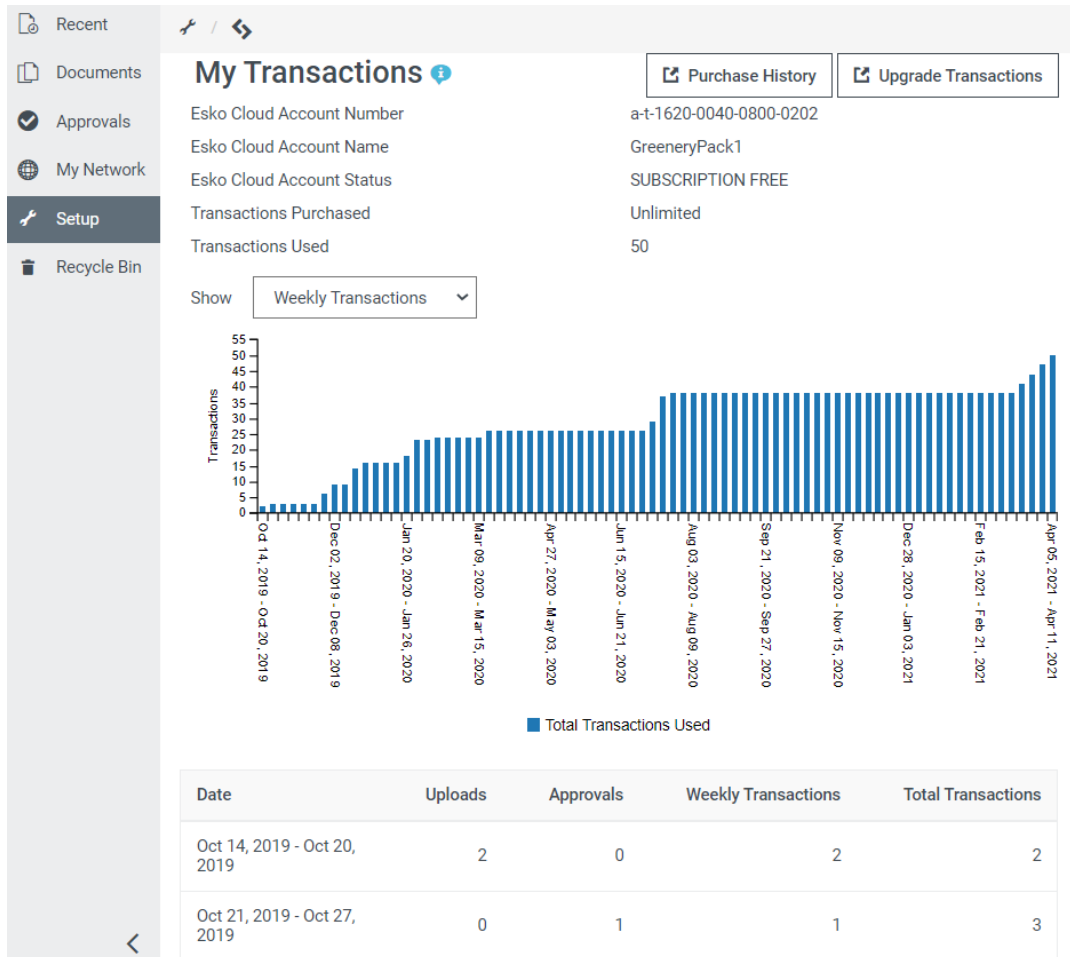 Recent
Documents
Approvals
My Network
Setup
Recycle Bin
/
My Transactions
Purchase History
Upgrade Transactions
Esko Cloud Account Number a-t-1620-0040-0800-0202
Esko Cloud Account Name GreeneryPack1
Esko Cloud Account Status SUBSCRIPTION FREE
Transactions Purchased Unlimited
Transactions Used 50
Show Weekly Transactions
Transactions
55
50
45
40
35
30
25
20
15
10
5
0
Oct 14, 2019 - Oct 20, 2019
Dec 02, 2019 - Dec 08, 2019
Jan 20, 2020 - Jan 26, 2020
Mar 09, 2020 - Mar 15, 2020
Apr 27, 2020 - May 03, 2020
Jun 15, 2020 - Jun 21, 2020
Aug 03, 2020 - Aug 09, 2020
Sep 21, 2020 - Sep 27, 2020
Nov 09, 2020 - Nov 15, 2020
Dec 28, 2020 - Jan 03, 2021
Feb 15, 2021 - Feb 21, 2021
Apr 05, 2021 - Apr 11, 2021
Total Transactions Used
Date Uploads Approvals Weekly Transactions Total Transactions
Oct 14, 2019 - Oct 20,
2019 2 0 2 2
Oct 21, 2019 - Oct 27,
2019 0 1 1 3